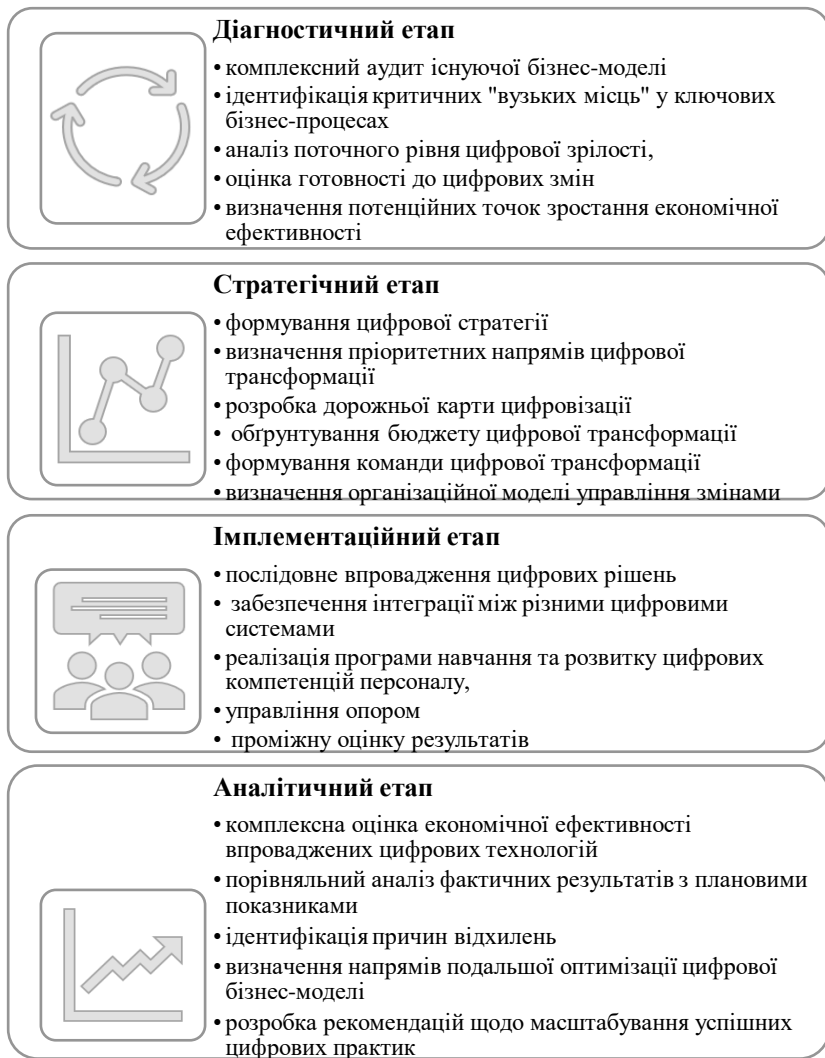 Діагностичний етап
• комплексний аудит існуючої бізнес-моделі
• ідентифікація критичних "вузьких місць" у ключових
бізнес-процесах
• аналіз поточного рівня цифрової зрілості,
• оцінка готовності до цифрових змін
• визначення потенційних точок зростання економічної
ефективності
Стратегічний етап
• формування цифрової стратегії
• визначення пріоритетних напрямів цифрової
трансформації
• розробка дорожньої карти цифровізації
• обґрунтування бюджету цифрової трансформації
• формування команди цифрової трансформації
• визначення організаційної моделі управління змінами
Імплементаційний етап
• послідовне впровадження цифрових рішень
• забезпечення інтеграції між різними цифровими
системами
• реалізація програми навчання та розвитку цифрових
компетенцій персоналу,
• управління опором
• проміжну оцінку результатів
Аналітичний етап
• комплексна оцінка економічної ефективності
впроваджених цифрових технологій
• порівняльний аналіз фактичних результатів з плановими
показниками
• ідентифікація причин відхилень
• визначення напрямів подальшої оптимізації цифрової
бізнес-моделі
• розробка рекомендацій щодо масштабування успішних
цифрових практик